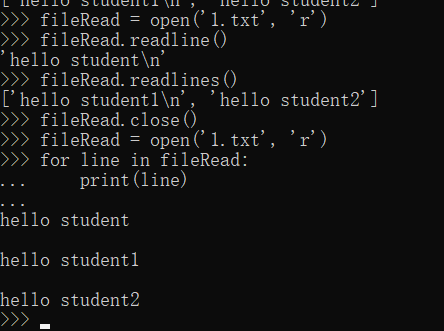 ['hello student1\n', 'hello student2']
>>> fileRead = open('1.txt', 'r')
>>> fileRead.readline()
'hello student\n'
>>> fileRead.readlines()
['hello student1\n', 'hello student2']
>>> fileRead.close()
>>> fileRead = open('1.txt', 'r')
>>> for line in fileRead:
...     print(line)
...
hello student

hello student1

hello student2
>>>